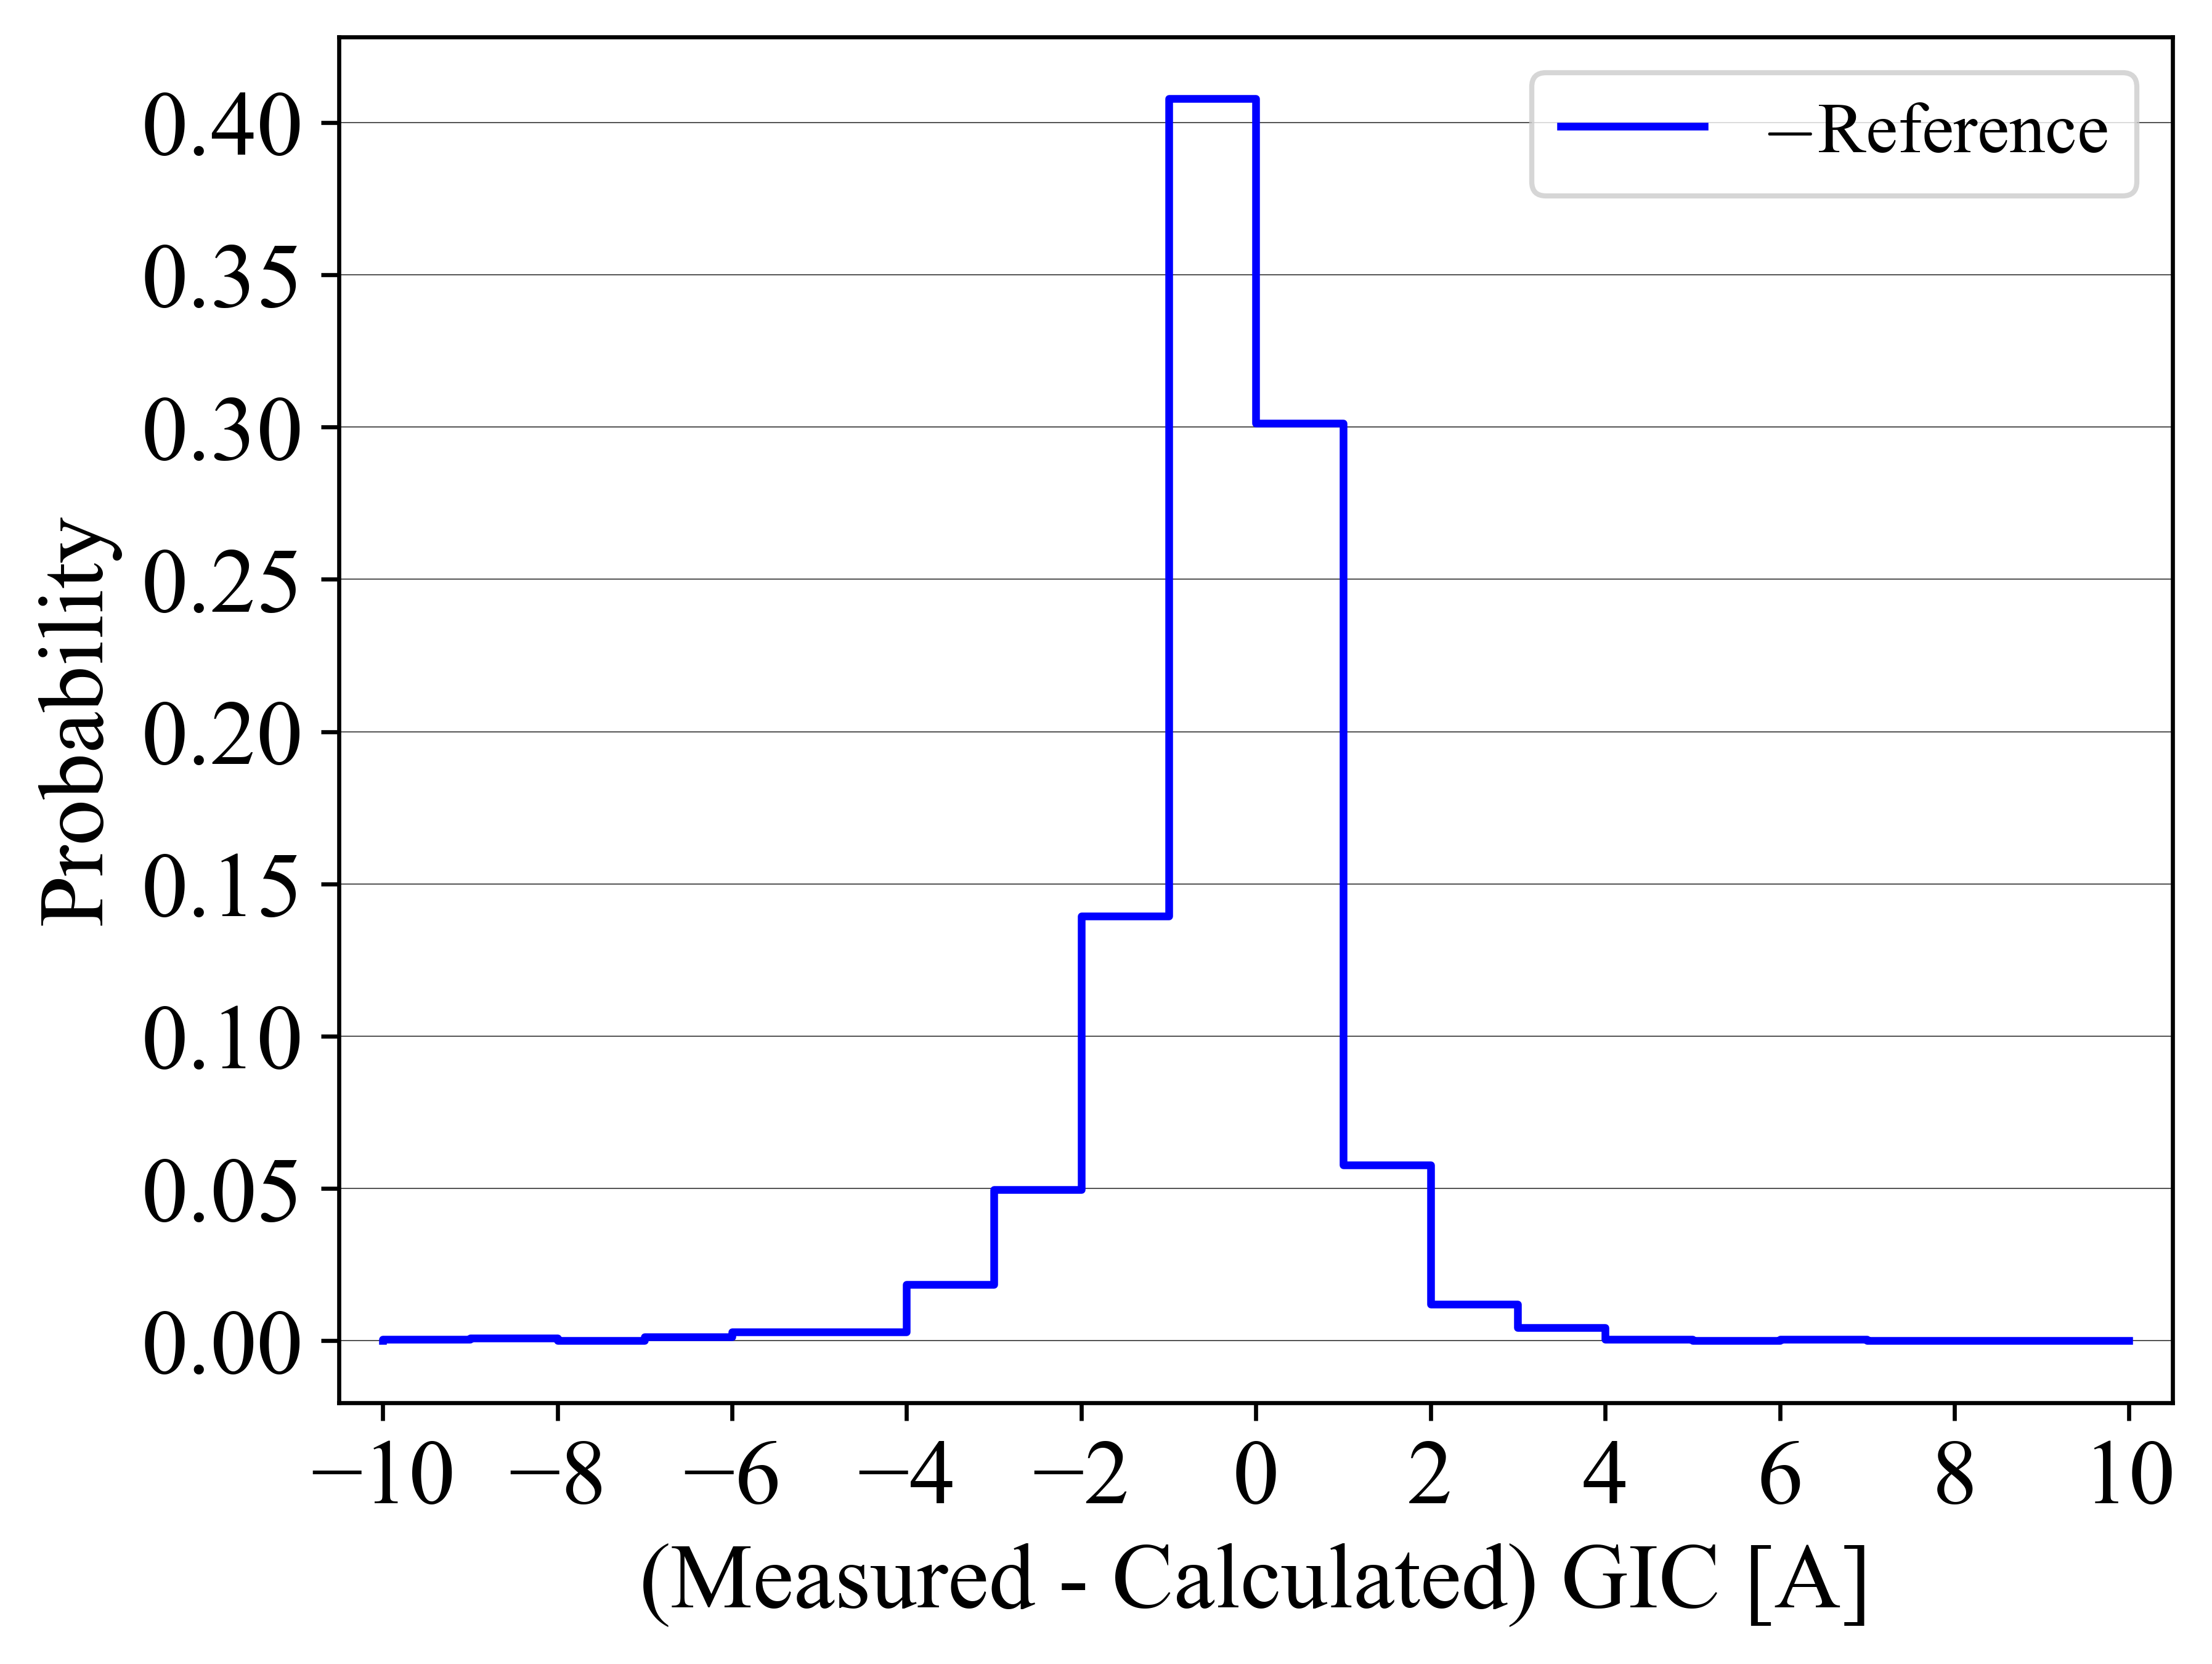 –Reference
0.40
0.35
0.30
0.25
0.20
0.15
0.10
0.05
0.00
Probability
−10 −8 −6 −4 −2 0 2 4 6 8 10
(Measured - Calculated) GIC [A]